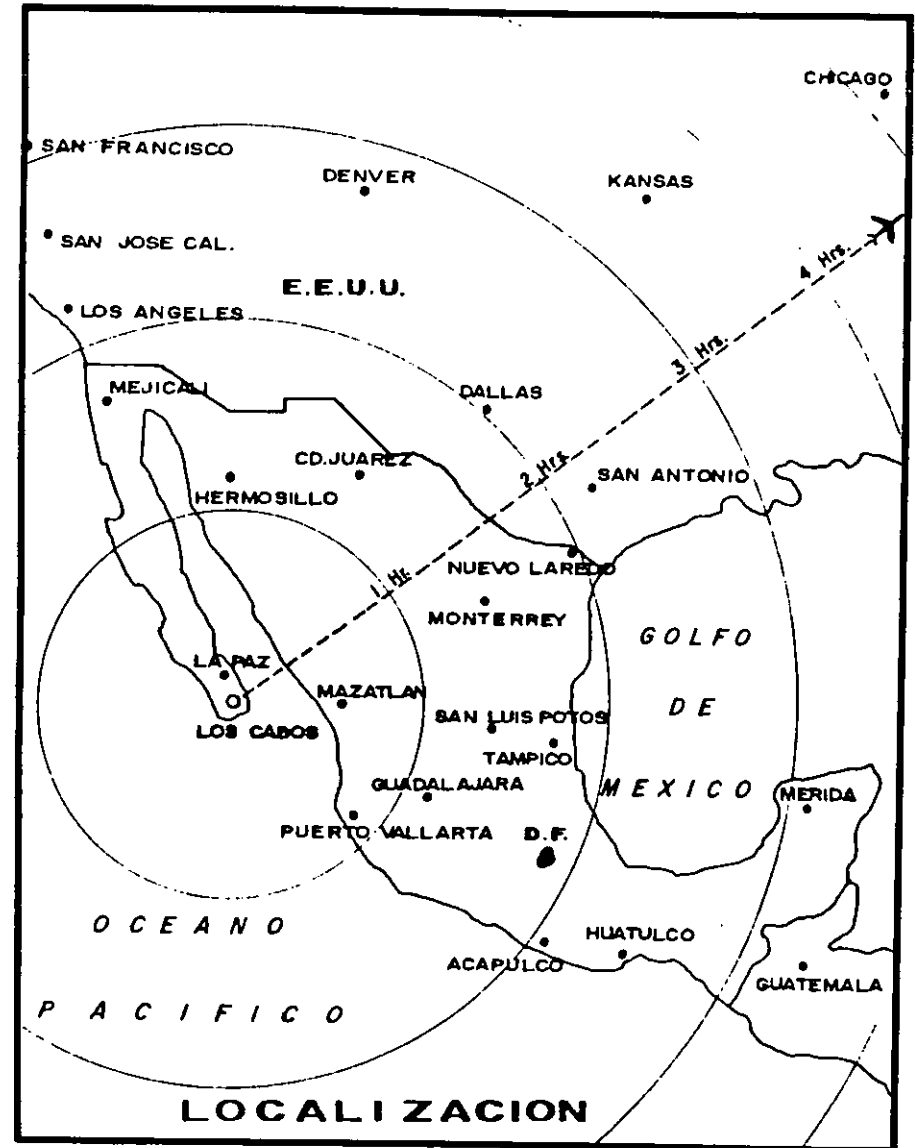 CHICAGO
SAN FRANCISCO
DENVER
KANSAS
SAN JOSE CAL.
4 Hrs.
E.E.U.U.
LOS ANGELES
3 Hrs.
MEJICALI
DALLAS
CD.JUAREZ
2 Hrs.
SAN ANTONIO
HERMOSILLO
NUEVO LAREDO
1 Hr.
MONTERREY
GOLFO
LA PAZ
MAZATLAN
DE
SAN LUIS POTOS
LOS CABOS
TAMPICO
GUADALAJARA
MEXICO
MERIDA
PUERTO VALLARTA
D.F.
OCEANO
HUATULCO
ACAPULCO
GUATEMALA
PACIFICO
LOCALIZACION